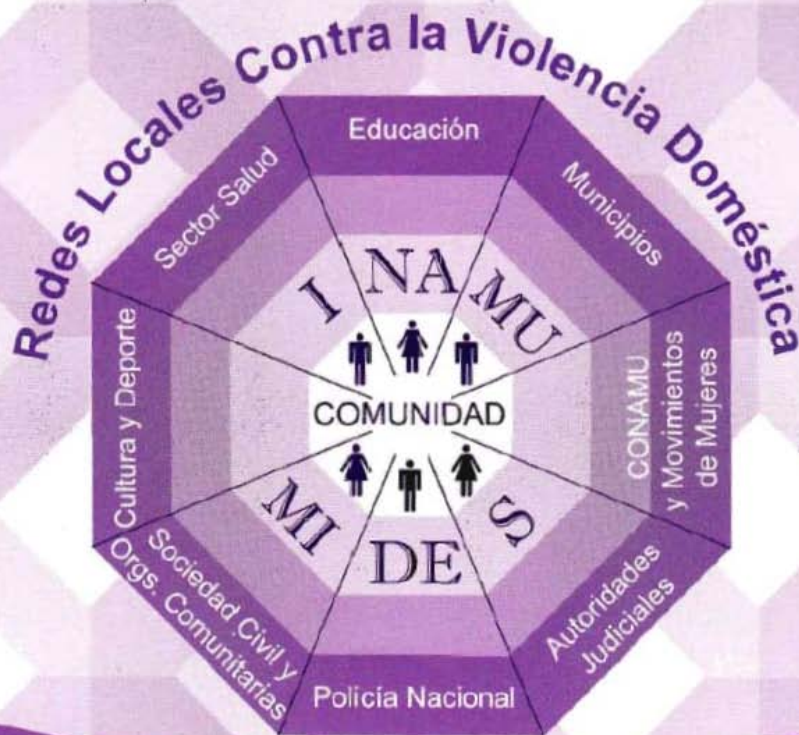 Redes Locales Contra la Violencia Doméstica
Educación
Municipios
CONAMU
y Movimientos
de Mujeres
Autoridades
Judiciales
Policía Nacional
Sociedad Civil y
Orgs. Comunitarias
Cultura y Deporte
Sector Salud
I NA MU
COMUNIDAD
MI DE S